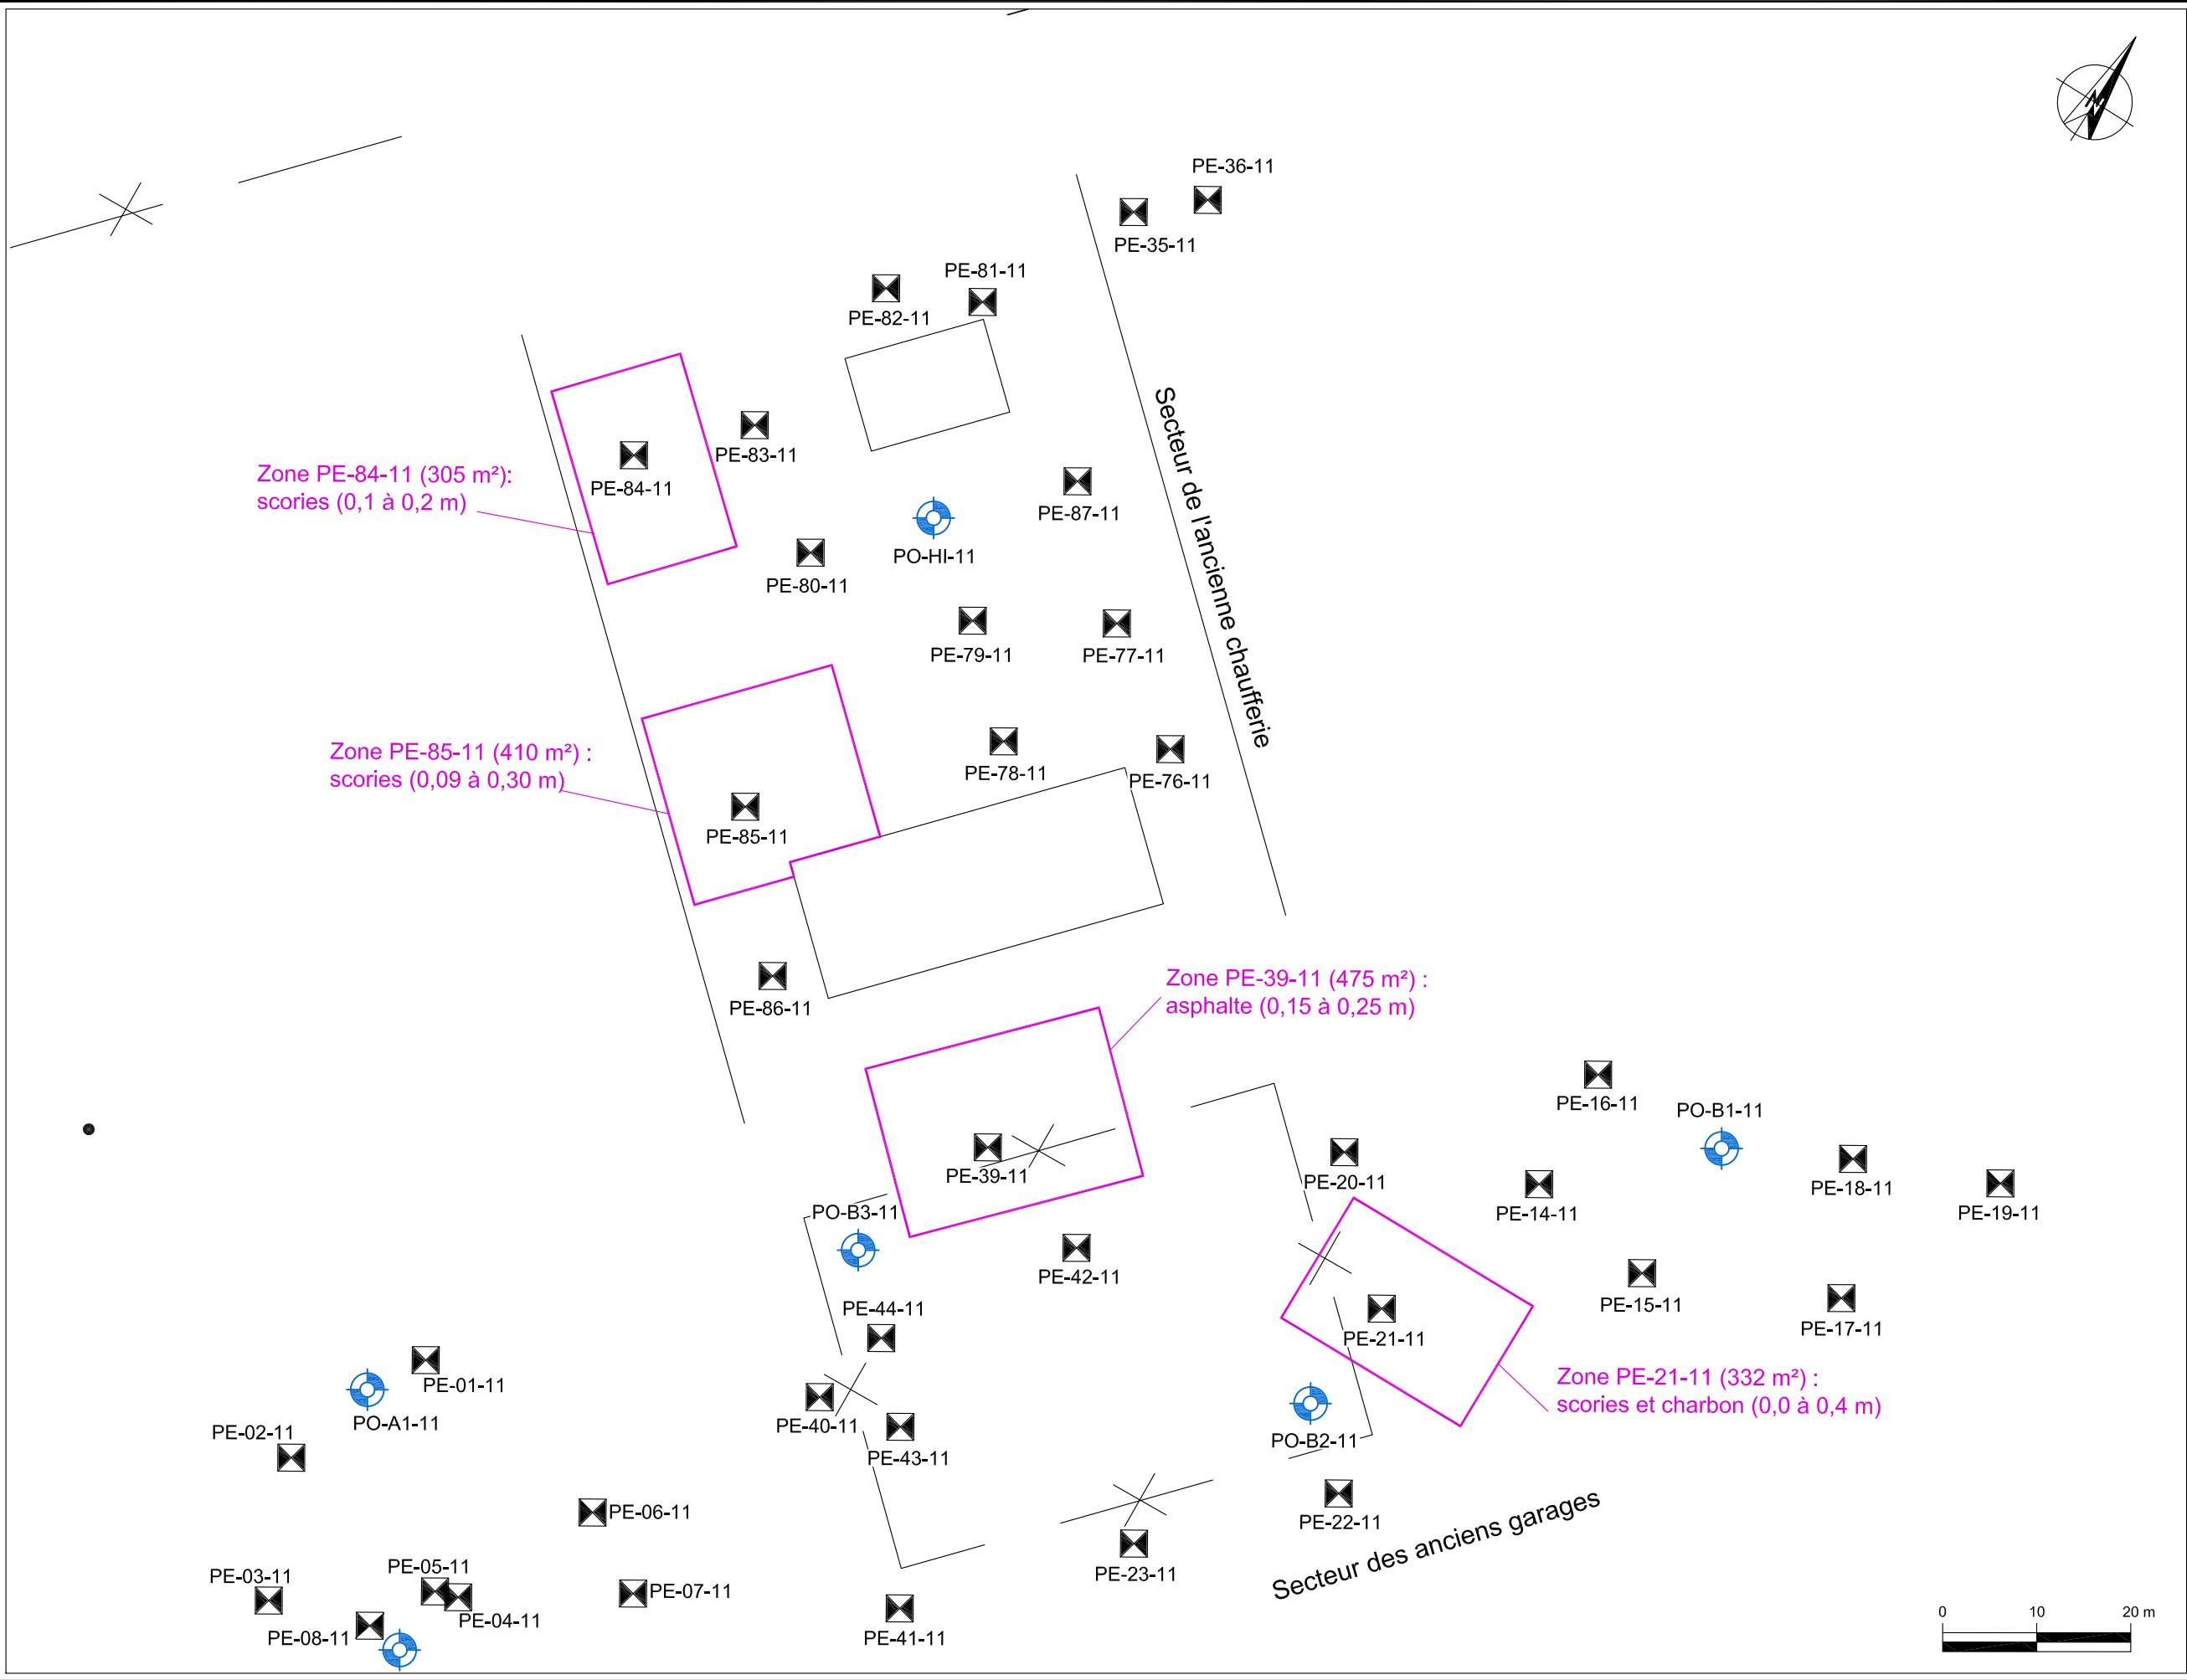 N
PE-36-11
PE-35-11
PE-81-11
PE-82-11
Secteur de l'ancienne chaufferie
PE-83-11
Zone PE-84-11 (305 m²):
scories (0,1 à 0,2 m)
PE-84-11
PE-87-11
PO-HI-11
PE-80-11
PE-79-11
PE-77-11
Zone PE-85-11 (410 m²) :
scories (0,09 à 0,30 m)
PE-78-11
PE-76-11
PE-85-11
Zone PE-39-11 (475 m²) :
asphalte (0,15 à 0,25 m)
PE-86-11
PE-16-11
PO-B1-11
PE-39-11
PE-20-11
PE-18-11
PO-B3-11
PE-14-11
PE-19-11
PE-42-11
PE-44-11
PE-15-11
PE-21-11
PE-17-11
PE-01-11
Zone PE-21-11 (332 m²) :
scories et charbon (0,0 à 0,4 m)
PO-A1-11
PE-02-11
PE-40-11
PO-B2-11
PE-43-11
PE-06-11
PE-22-11
Secteur des anciens garages
PE-05-11
PE-03-11
PE-07-11
PE-23-11
PE-04-11
PE-08-11
PE-41-11
0 10 20 m